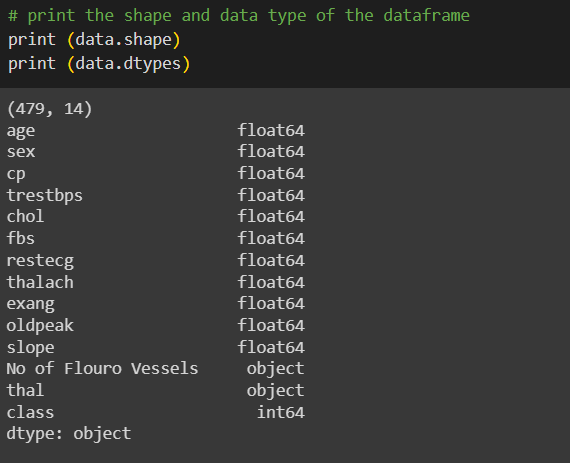 # print the shape and data type of the dataframe
print (data.shape)
print (data.dtypes)
(479, 14)
age float64
sex float64
cp float64
trestbps float64
chol float64
fbs float64
restecg float64
thalach float64
exang float64
oldpeak float64
slope float64
No of Flouro Vessels object
thal object
class int64
dtype: object